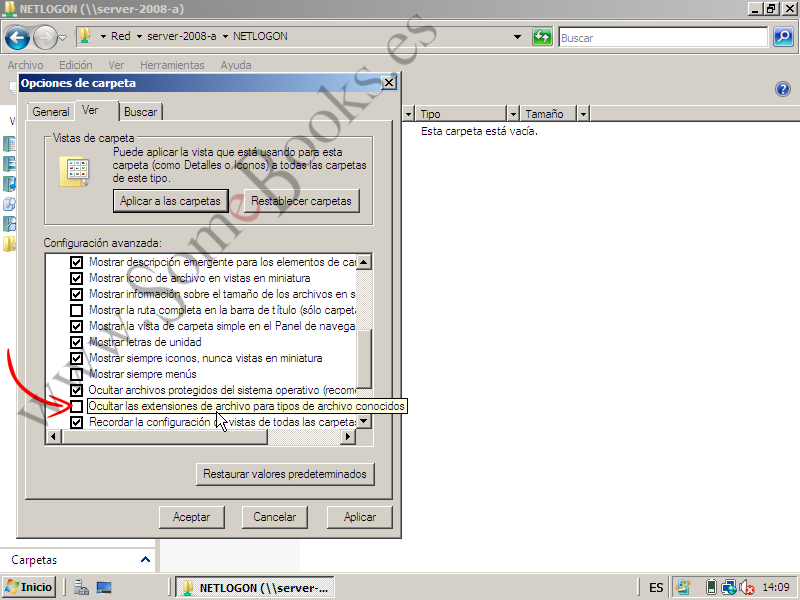 NETLOGON (\\server-2008-a)
Red ▸ server-2008-a ▸ NETLOGON
Buscar
Archivo Edición Ver Herramientas Ayuda
Opciones de carpeta
General Ver Buscar
Tipo Tamaño
Esta carpeta está vacía.
Vistas de carpeta
Puede aplicar la vista que está usando para esta
carpeta (como Detalles o Iconos) a todas las carpetas
de este tipo.
Aplicar a las carpetas Restablecer carpetas
Configuración avanzada:
Mostrar descripción emergente para los elementos de
Mostrar icono de archivo en vistas en miniatura
Mostrar información sobre el tamaño de los archivos en s
Mostrar la ruta completa en la barra de título (sólo carpeta
Mostrar la vista de carpeta simple en el Panel de navega
Mostrar letras de unidad
Mostrar siempre iconos, nunca vistas en miniatura
Mostrar siempre menús
Ocultar archivos protegidos del sistema operativo (recom
Ocultar las extensiones de archivo para tipos de archivo conocidos
Recordar la configuración de vistas de todas las carpetas
Restaurar valores predeterminados
Aceptar Cancelar Aplicar
Carpetas
Inicio NETLOGON (\\server-... ES 14:09
www.SomeBooks.es